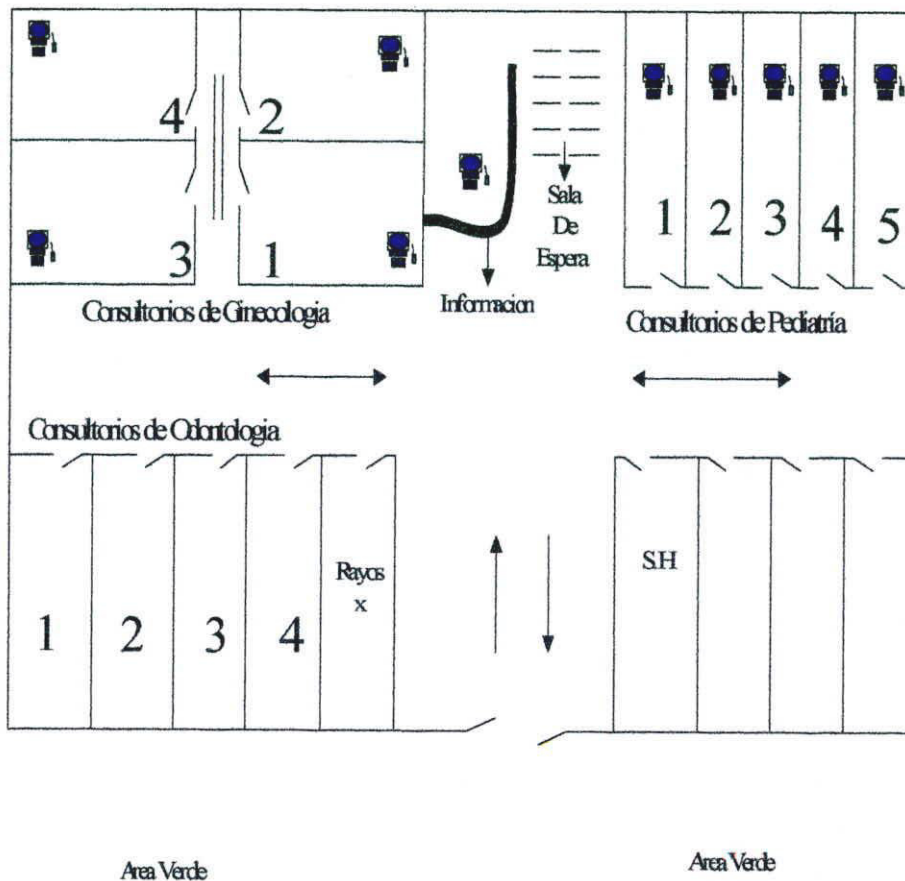 4 2
3 1
Sala
De
Espera
1 2 3 4 5
Consultorios de Ginecologia
Informacion
Consultorios de Pediatría
Consultorios de Odontologia
1 2 3 4
Rayos
x
S.H
Area Verde
Area Verde